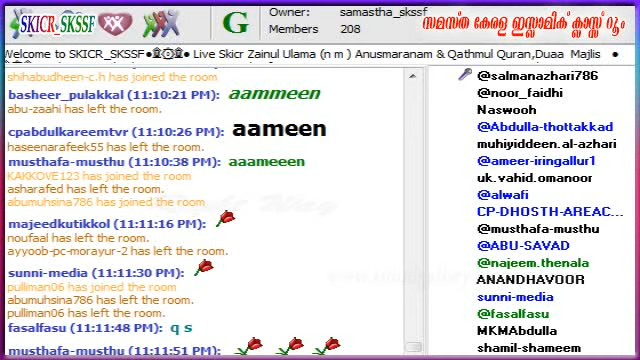 SKICR_SKSSF
G
Owner: samastha_skssf
Members 208
സമസ്ത കേരള ഇസ്ലാമിക് ക്ലാസ്സ് റൂം
Welcome to SKICR_SKSSF● ● Live Skicr Zainul Ulama (n m ) Anusmaranam & Qathmul Quran,Duaa Majlis ●
shihabudheen-c.h has joined the room
basheer_pulakkal (11:10:21 PM): aammeen
abu-zaahi has left the room.
cpabdulkareemtvr (11:10:26 PM): aameen
haseenarafeek55 has left the room.
musthafa-musthu (11:10:38 PM): aaameeen
KAKKOVE123 has joined the room
asharafed has left the room.
abumuhsina786 has joined the room
majeedkutikkol (11:11:16 PM):
noufaal has left the room.
ayyoob-pc-morayur-2 has left the room.
sunni-media (11:11:30 PM):
pulliman06 has joined the room
abumuhsina786 has left the room.
pulliman06 has left the room.
fasalfasu (11:11:48 PM): q s
musthafa-musthu (11:11:51 PM):
@salmanazhari786
@noor_faidhi
Naswooh
@Abdulla-thottakkad
muhiyiddeen.al-azhari
@ameer-iringallur1
uk.vahid.omanoor
@alwafi
CP-DHOSTH-AREAC...
@musthafa-musthu
@ABU-SAVAD
@najeem.thenala
ANANDHAVOOR
sunni-media
@fasalfasu
MKMAbdulla
shamil-shameem